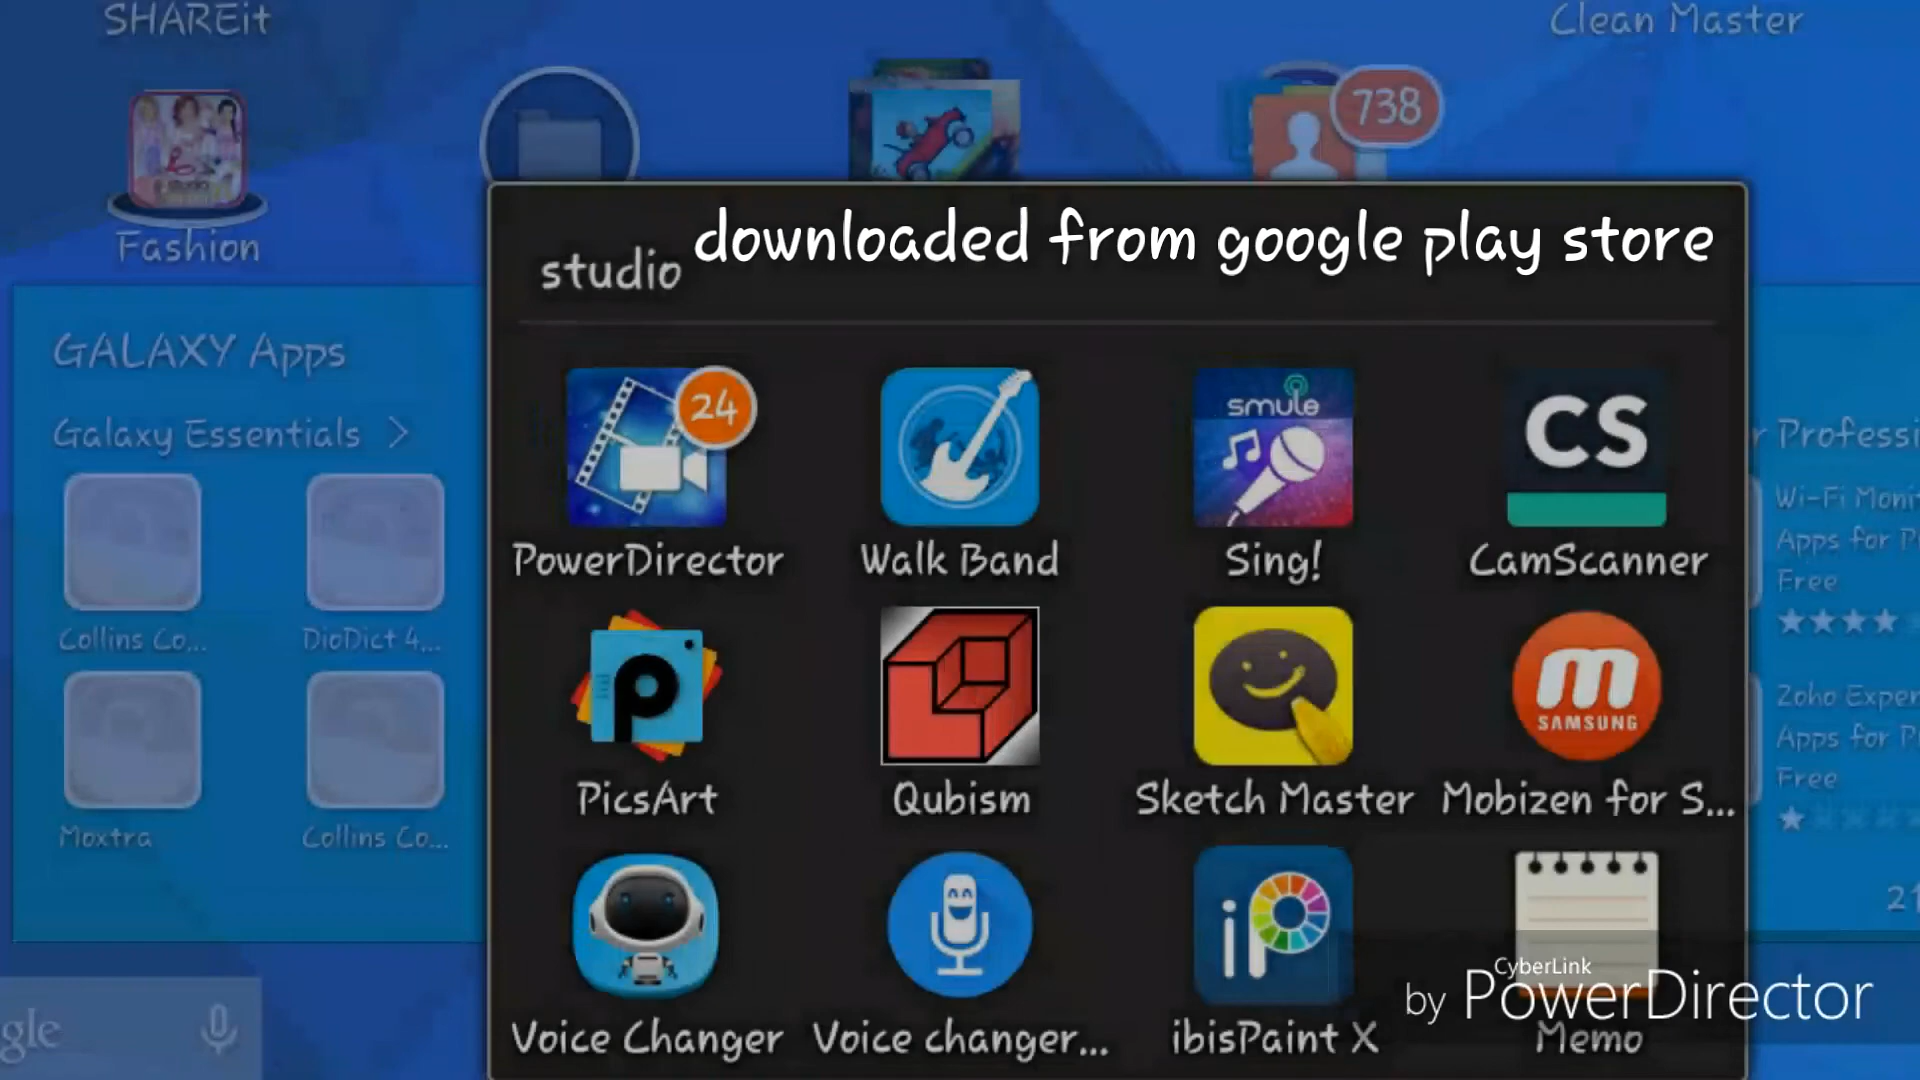 SHAREit
Clean Master
738
Fashion
downloaded from google play store
studio
GALAXY Apps
Galaxy Essentials >
Collins Co...
DioDict 4...
Moxtra
Collins Co...
24
smule
CS
PowerDirector
Walk Band
Sing!
CamScanner
m
SAMSUNG
PicsArt
Qubism
Sketch Master
Mobizen for S...
iP
Voice Changer
Voice changer...
ibisPaint X
Memo
r Professi
Wi-Fi Moni
Apps for P
Free
Zoho Exper
Apps for P
Free
21
gle
CyberLink
by PowerDirector